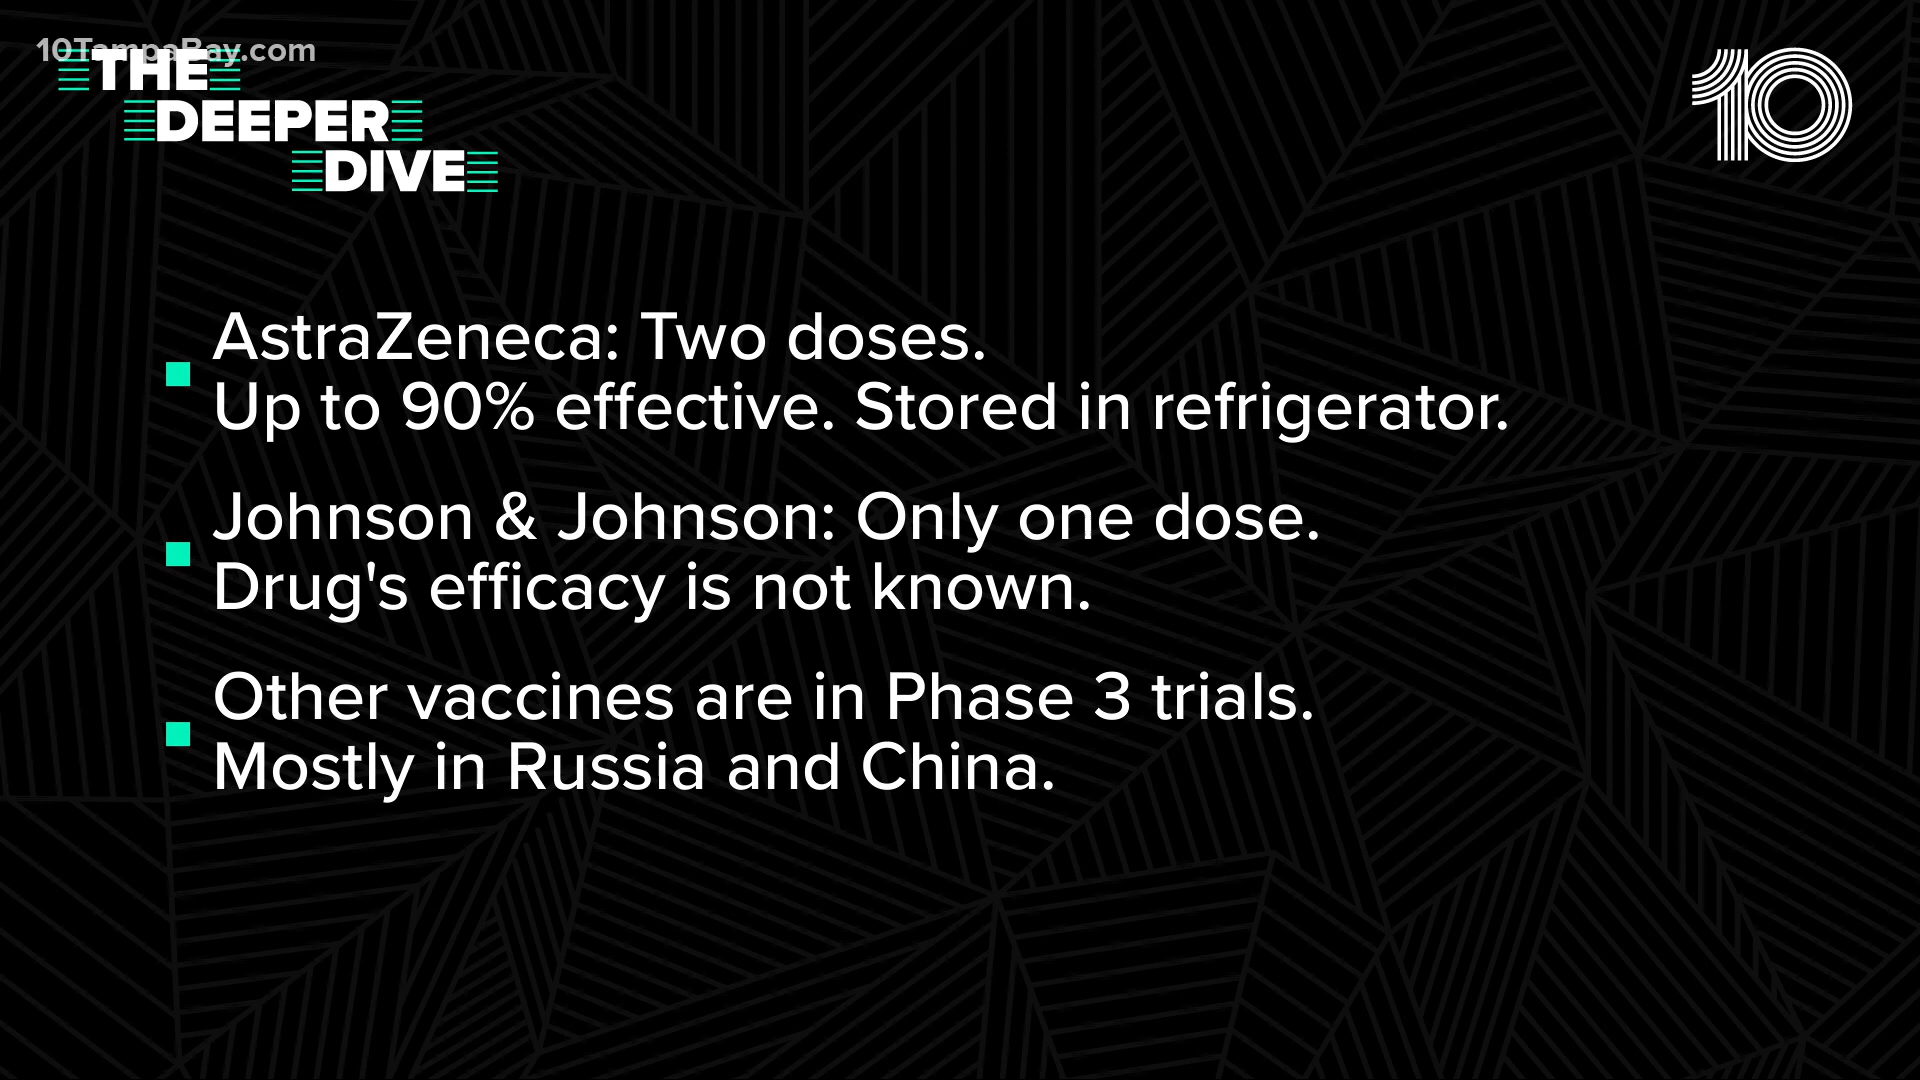 10TampaBay.com
THE
DEEPER
DIVE
10
AstraZeneca: Two doses.
Up to 90% effective. Stored in refrigerator.
Johnson & Johnson: Only one dose.
Drug's efficacy is not known.
Other vaccines are in Phase 3 trials.
Mostly in Russia and China.